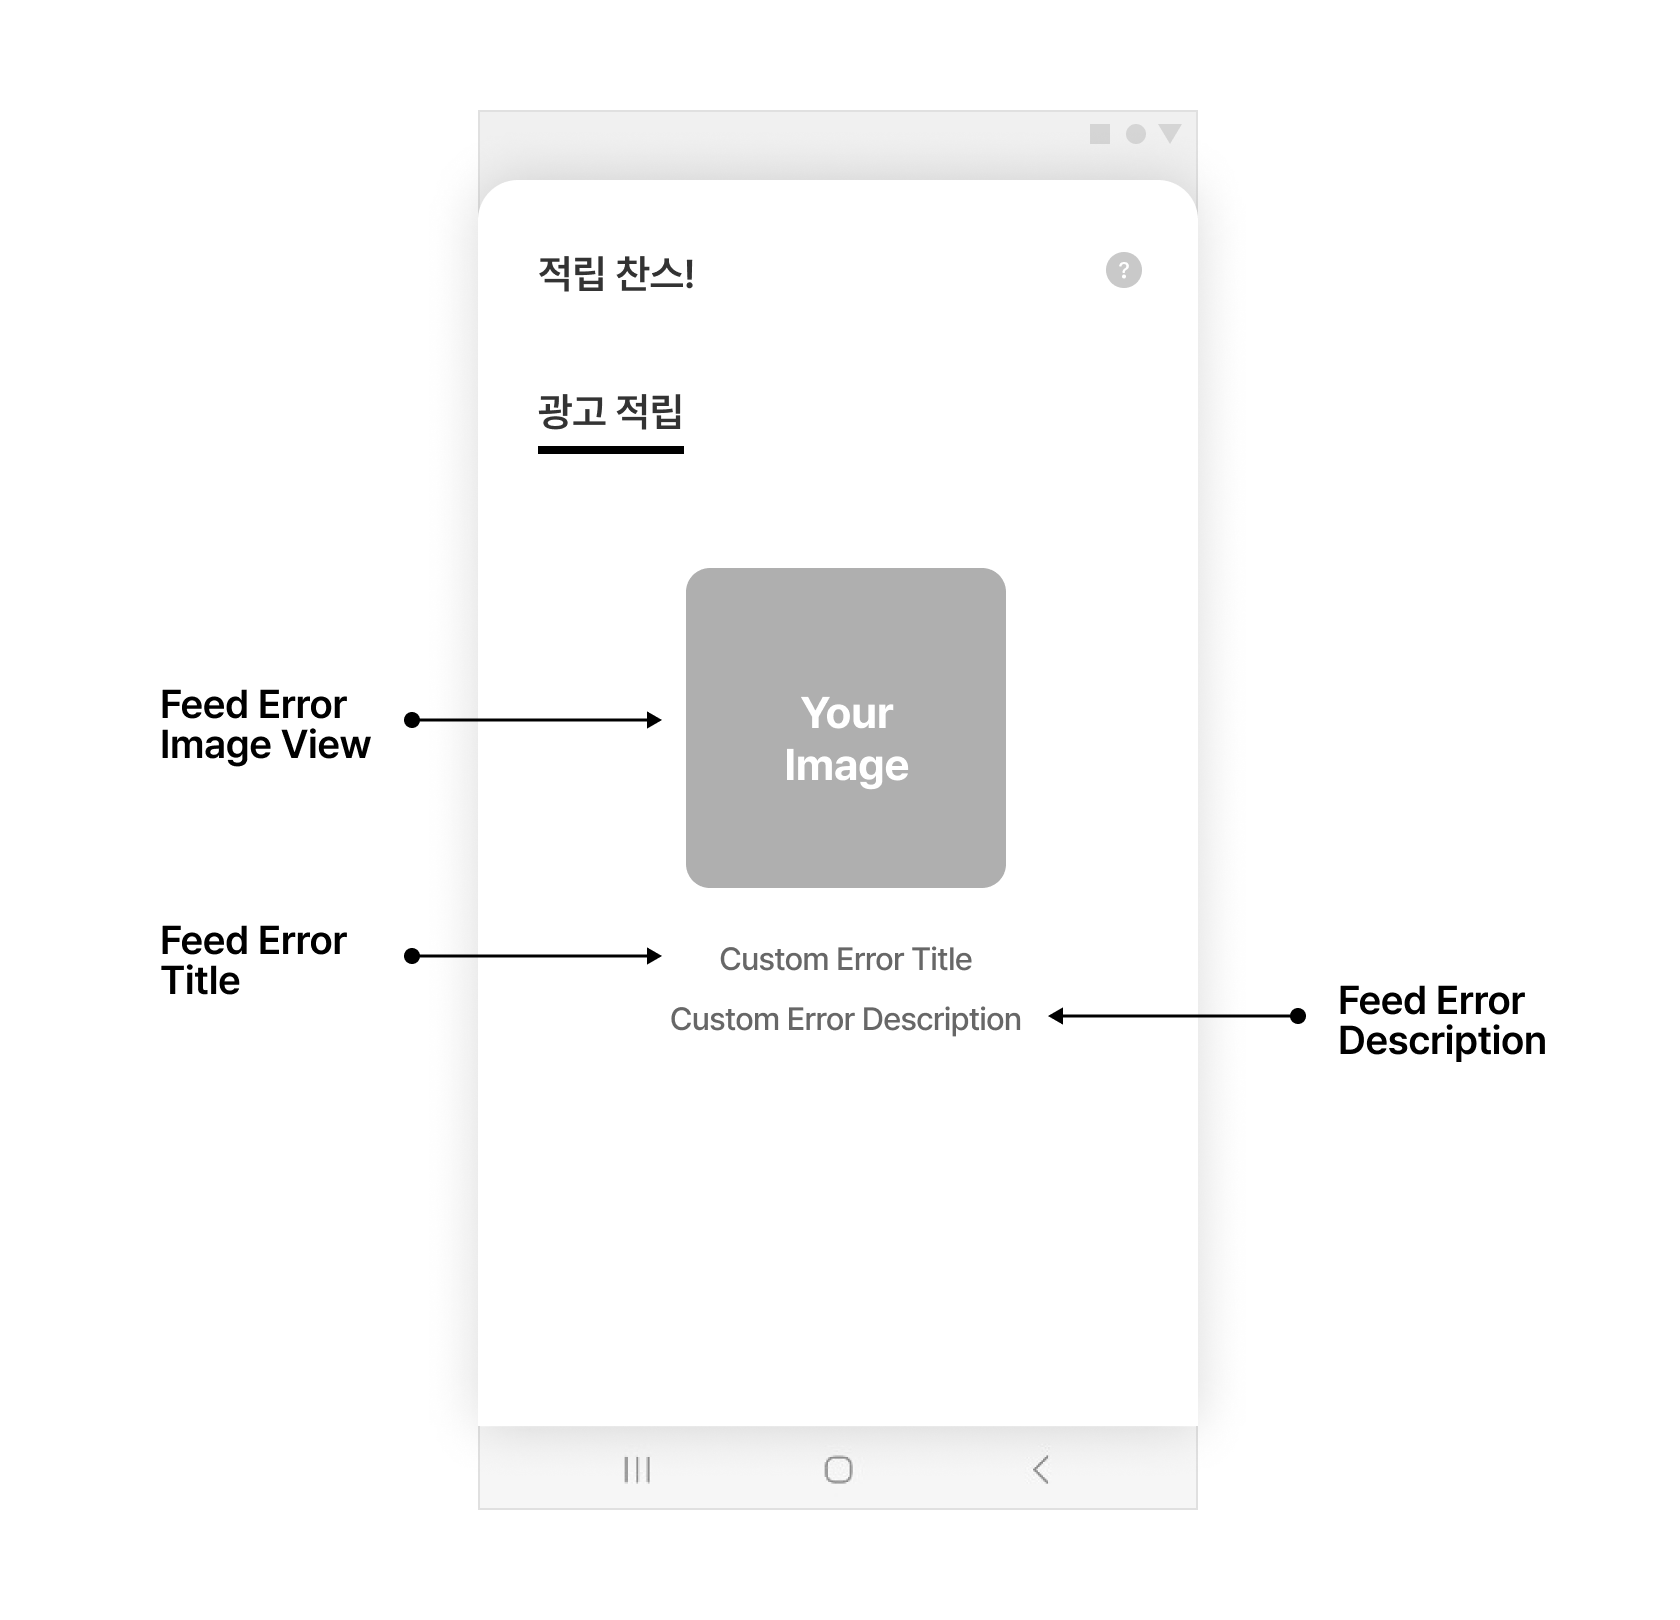 적립 찬스!
?
광고 적립
Your
Image
Feed Error
Image View
Feed Error
Title
Custom Error Title
Custom Error Description
Feed Error
Description